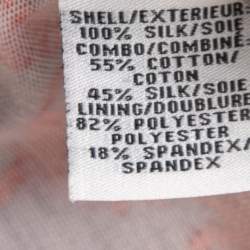 SHELL/EXTERIEUR
100% SILK/SOIE
COMBO/COMBINÉ
55% COTTON/
COTON
45% SILK/SOIE
LINING/DOUBLURE
82% POLYESTER/
POLYESTER
18% SPANDEX/
SPANDEX